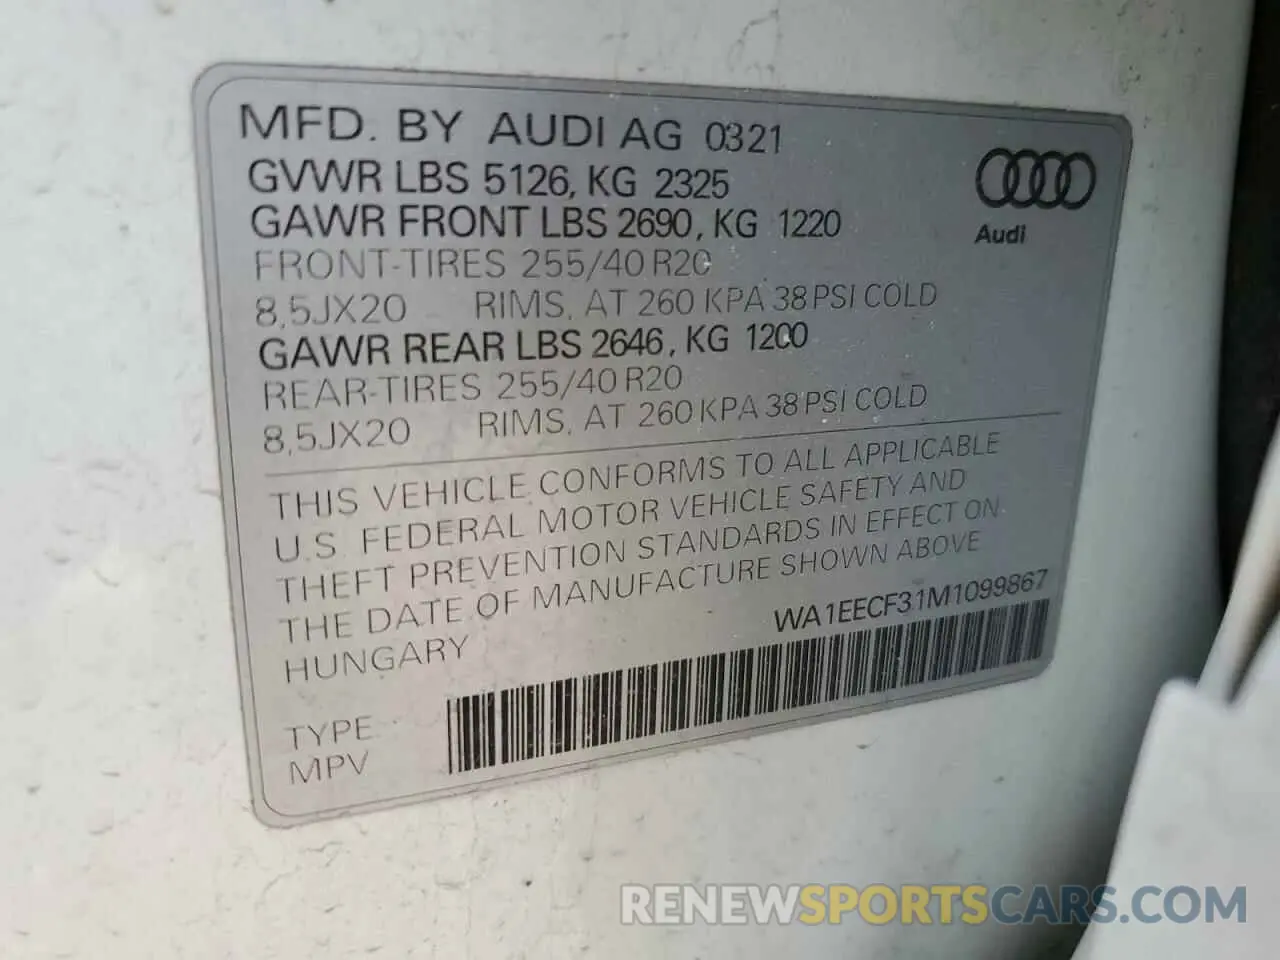 MFD. BY AUDI AG 0321
GVWR LBS 5126, KG 2325
GAWR FRONT LBS 2690, KG 1220
FRONT-TIRES 255/40 R20
8,5JX20 RIMS, AT 260 KPA 38 PSI COLD
GAWR REAR LBS 2646, KG 1200
REAR-TIRES 255/40 R20
8,5JX20 RIMS, AT 260 KPA 38 PSI COLD
Audi
THIS VEHICLE CONFORMS TO ALL APPLICABLE
U.S FEDERAL MOTOR VEHICLE SAFETY AND
THEFT PREVENTION STANDARDS IN EFFECT ON
THE DATE OF MANUFACTURE SHOWN ABOVE
HUNGARY
WA1EECF31M1099867
TYPE
MPV
RENEWSPORTSCARS.COM